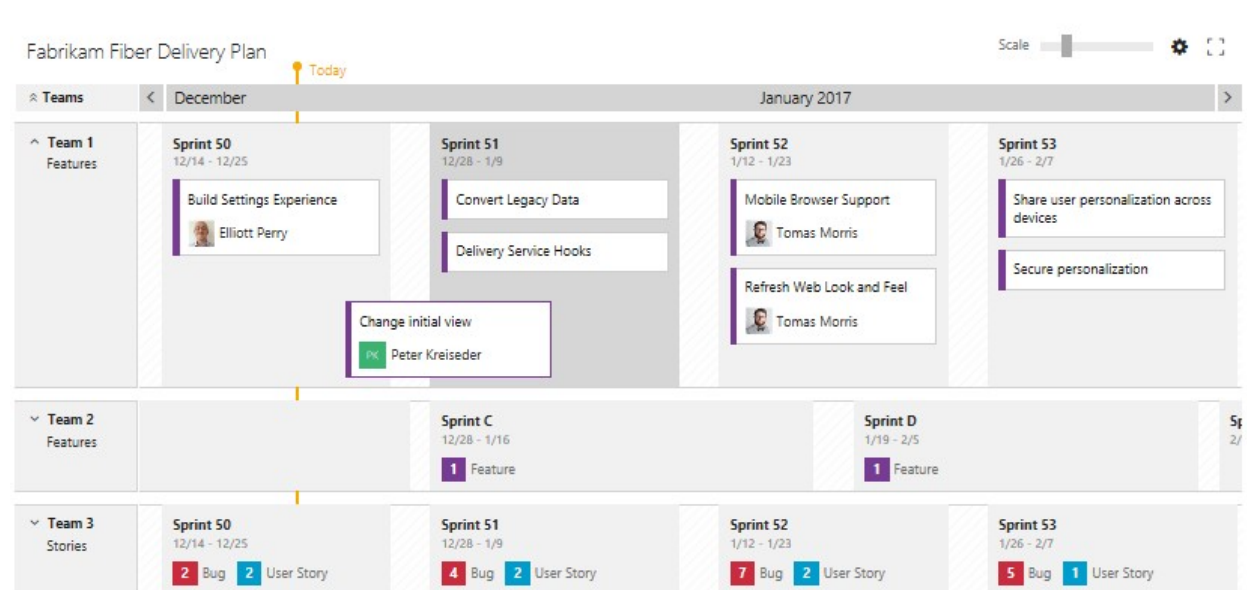 Fabrikam Fiber Delivery Plan
Scale
Today
Teams
December
January 2017
Team 1
Features
Sprint 50
12/14 - 12/25
Build Settings Experience
Elliott Perry
Sprint 51
12/28 - 1/9
Convert Legacy Data
Delivery Service Hooks
Change initial view
PK Peter Kreiseder
Sprint 52
1/12 - 1/23
Mobile Browser Support
Tomas Morris
Refresh Web Look and Feel
Tomas Morris
Sprint 53
1/26 - 2/7
Share user personalization across
devices
Secure personalization
Team 2
Features
Sprint C
12/28 - 1/16
1 Feature
Sprint D
1/19 - 2/5
1 Feature
Team 3
Stories
Sprint 50
12/14 - 12/25
2 Bug 2 User Story
Sprint 51
12/28 - 1/9
4 Bug 2 User Story
Sprint 52
1/12 - 1/23
7 Bug 2 User Story
Sprint 53
1/26 - 2/7
5 Bug 1 User Story